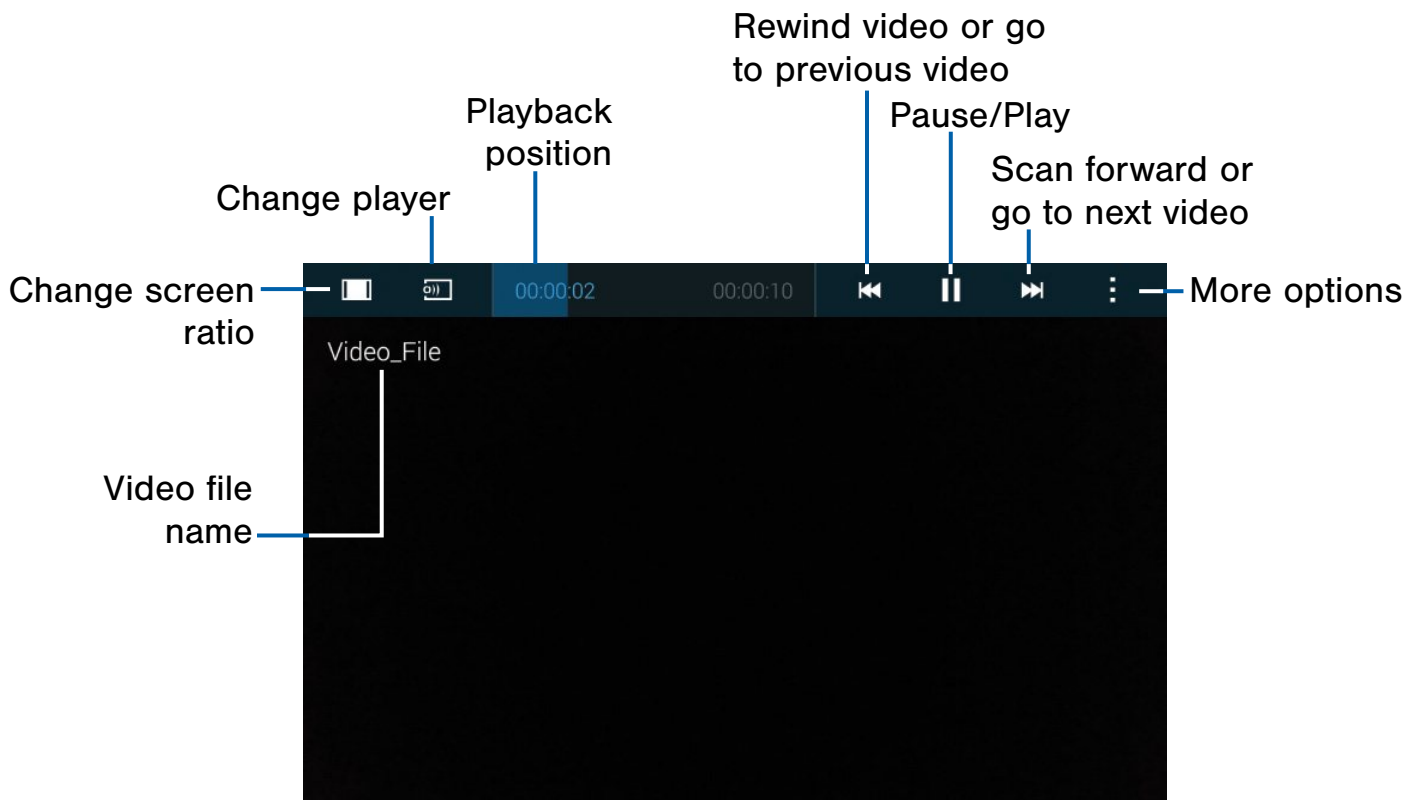 Rewind video or go
to previous video
Playback
position
Pause/Play
Scan forward or
go to next video
Change player
Change screen
ratio
00:00:02
00:00:10
More options
Video_File
Video file
name